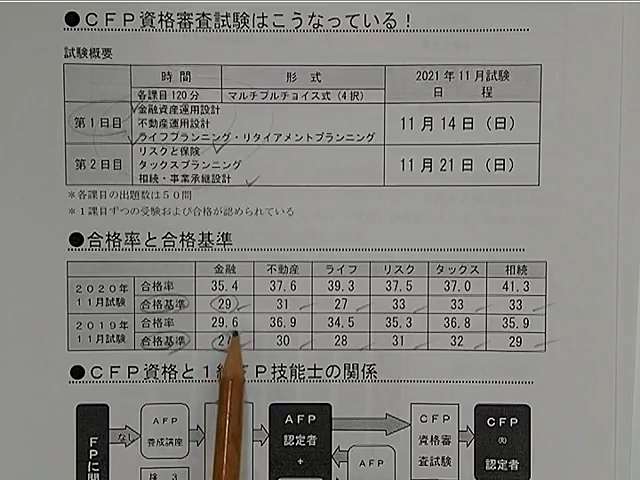 ●ＣＦＰ資格審査試験はこうなっている！
試験概要
時間 形式 2021年11月試験
日程
各課目120分 マルチプルチョイス式（4択）
第1日目 金融資産運用設計
不動産運用設計
ライフプランニング・リタイアメントプランニング
11月14日（日）
第2日目 リスクと保険
タックスプランニング
相続・事業承継設計
11月21日（日）
＊各課目の出題数は５０問
＊１課目ずつの受験および合格が認められている
●合格率と合格基準
金融 不動産 ライフ リスク タックス 相続
２０２０年
１１月試験
合格率 35.4 37.6 39.3 37.5 37.0 41.3
合格基準 29 31 27 33 33 33
２０１９年
１１月試験
合格率 29.6 36.9 34.5 35.3 36.8 35.9
合格基準 30 28 31 32 29
●ＣＦＰ資格と１級ＦＰ技能士の関係
ＡＦＰ
養成講座
ＡＦＰ
認定者
＋
ＡＦＰ
ＣＦＰ
資格審
査試験
ＣＦＰ
認定者